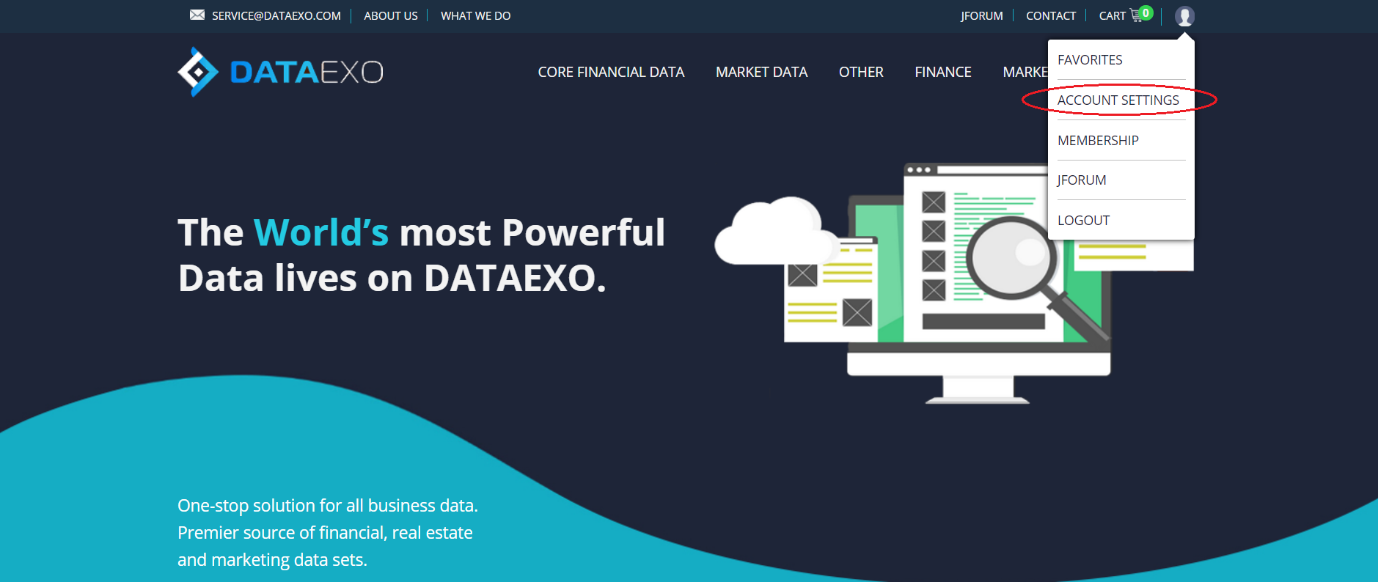 SERVICE@DATAEXO.COM ABOUT US WHAT WE DO JFORUM CONTACT CART 0
DATAEXO CORE FINANCIAL DATA MARKET DATA OTHER FINANCE MARKE
FAVORITES
ACCOUNT SETTINGS
MEMBERSHIP
JFORUM
LOGOUT
The World's most Powerful
Data lives on DATAEXO.
One-stop solution for all business data.
Premier source of financial, real estate
and marketing data sets.